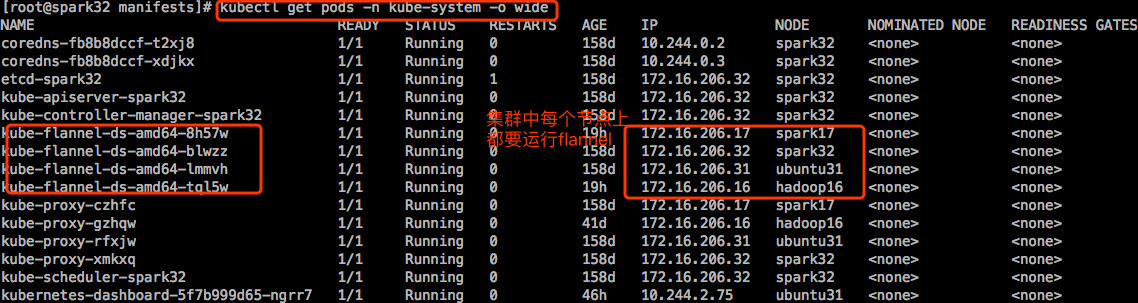 [root@spark32 manifests]# kubectl get pods -n kube-system -o wide
NAME READY STATUS RESTARTS AGE IP NODE NOMINATED NODE READINESS GATES
coredns-fb8b8dccf-t2xj8 1/1 Running 0 158d 10.244.0.2 spark32 <none> <none>
coredns-fb8b8dccf-xdjkx 1/1 Running 0 158d 10.244.0.3 spark32 <none> <none>
etcd-spark32 1/1 Running 1 158d 172.16.206.32 spark32 <none> <none>
kube-apiserver-spark32 1/1 Running 0 158d 172.16.206.32 spark32 <none> <none>
kube-controller-manager-spark32 1/1 Running 0 158d 172.16.206.32 spark32 <none> <none>
集群中每个节点上
都要运行flannel
kube-flannel-ds-amd64-8h57w 1/1 Running 0 19h 172.16.206.17 spark17 <none> <none>
kube-flannel-ds-amd64-blwzz 1/1 Running 0 158d 172.16.206.32 spark32 <none> <none>
kube-flannel-ds-amd64-lmmvh 1/1 Running 0 158d 172.16.206.31 ubuntu31 <none> <none>
kube-flannel-ds-amd64-tgl5w 1/1 Running 0 19h 172.16.206.16 hadoop16 <none> <none>
kube-proxy-czhfc 1/1 Running 0 158d 172.16.206.17 spark17 <none> <none>
kube-proxy-gzhqw 1/1 Running 0 41d 172.16.206.16 hadoop16 <none> <none>
kube-proxy-rfxjw 1/1 Running 0 158d 172.16.206.31 ubuntu31 <none> <none>
kube-proxy-xmkxq 1/1 Running 0 158d 172.16.206.32 spark32 <none> <none>
kube-scheduler-spark32 1/1 Running 0 158d 172.16.206.32 spark32 <none> <none>
kubernetes-dashboard-5f7b999d65-ngrr7 1/1 Running 0 46h 10.244.2.75 ubuntu31 <none> <none>